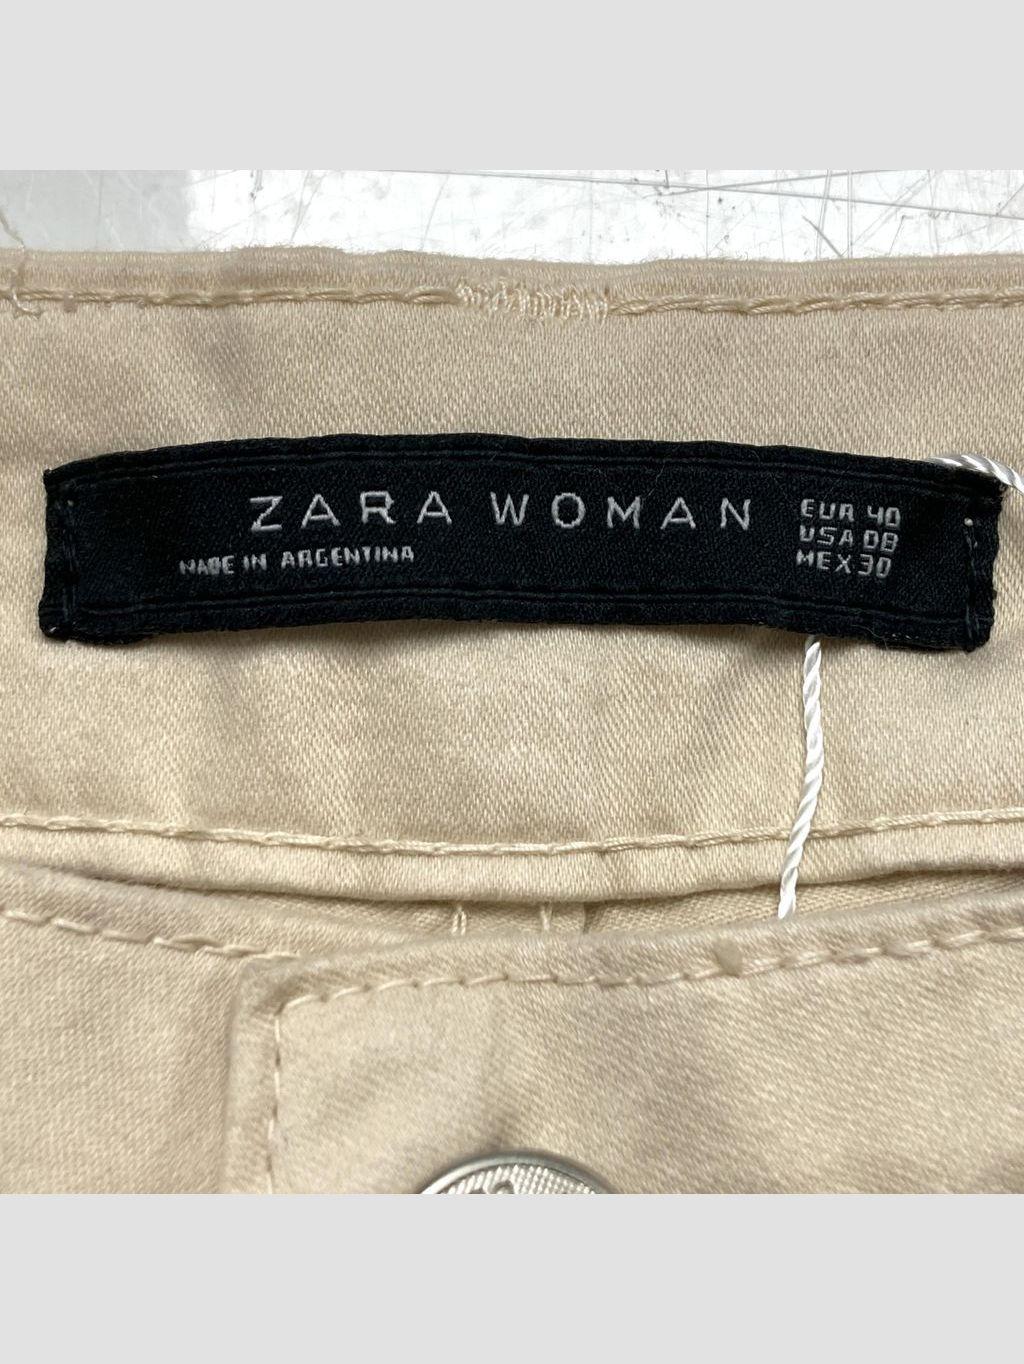 ZARA WOMAN
MADE IN ARGENTINA
EUR 40
USA 08
MEX 30